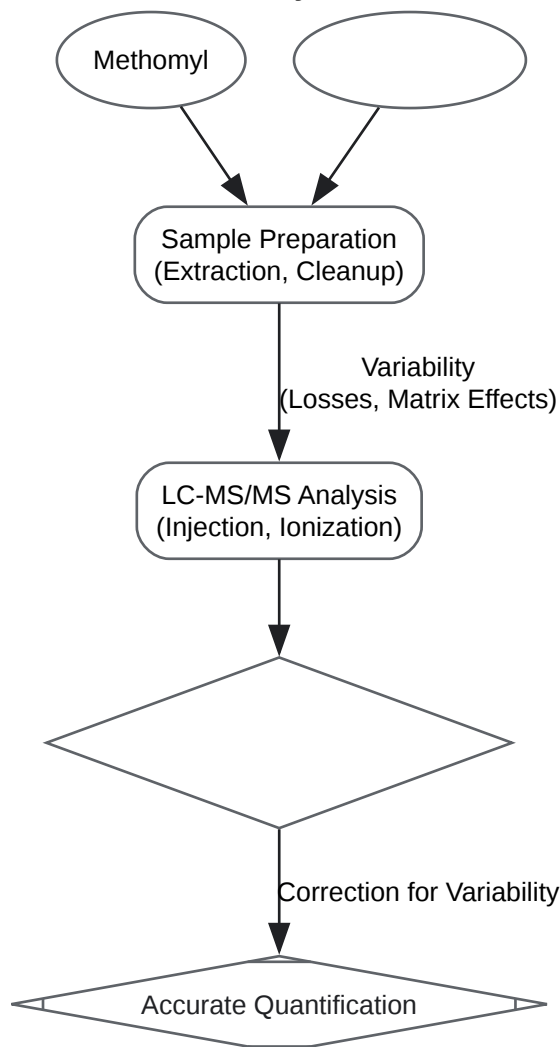 Methomyl
Sample Preparation
(Extraction, Cleanup)
Variability
(Losses, Matrix Effects)
LC-MS/MS Analysis
(Injection, Ionization)
Correction for Variability
Accurate Quantification